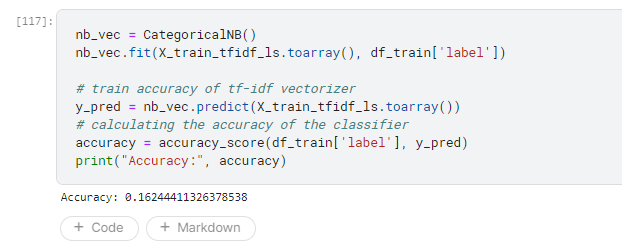 [117]:
nb_vec = CategoricalNB()
nb_vec.fit(X_train_tfidf_ls.toarray(), df_train['label'])
# train accuracy of tf-idf vectorizer
y_pred = nb_vec.predict(X_train_tfidf_ls.toarray())
# calculating the accuracy of the classifier
accuracy = accuracy_score(df_train['label'], y_pred)
print("Accuracy:", accuracy)
Accuracy: 0.16244411326378538
+ Code + Markdown